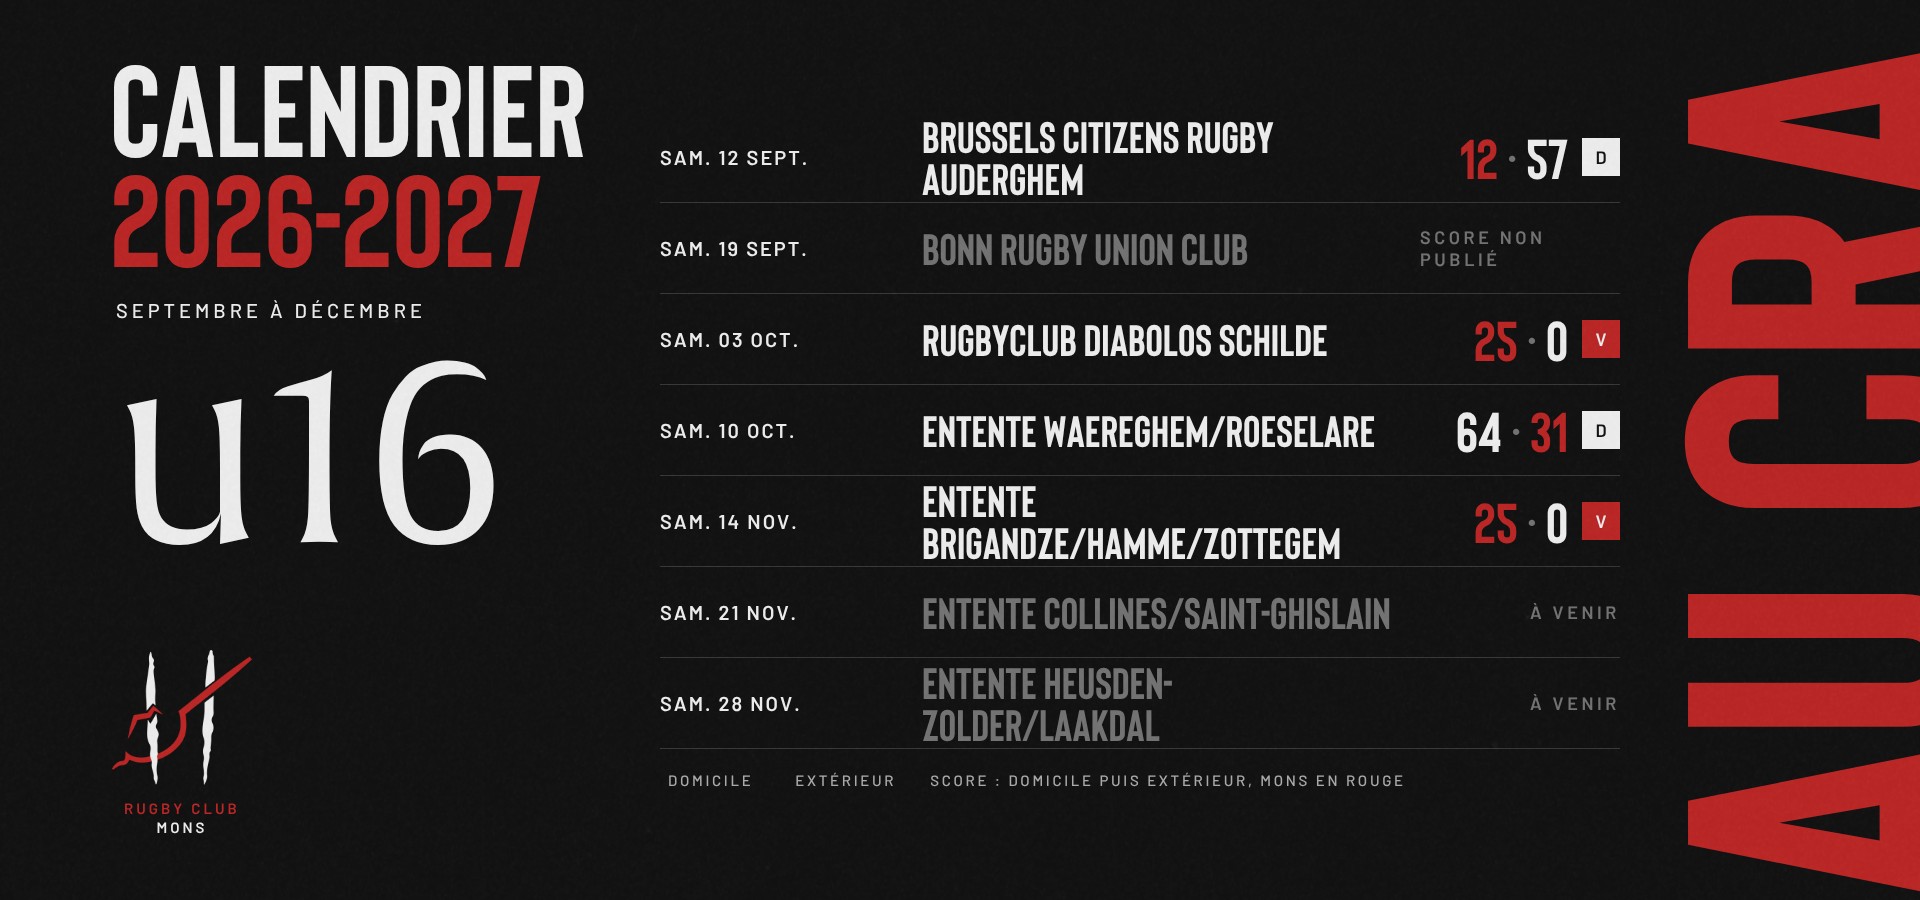 CALENDRIER
2026-2027
SEPTEMBRE À DÉCEMBRE
u16
RUGBY CLUB
MONS
SAM. 12 SEPT.
BRUSSELS CITIZENS RUGBY
AUDERGHEM
12 • 57 D
SAM. 19 SEPT.
BONN RUGBY UNION CLUB
SCORE NON
PUBLIÉ
SAM. 03 OCT.
RUGBYCLUB DIABOLOS SCHILDE
25 • 0 V
SAM. 10 OCT.
ENTENTE WAEREGHEM/ROESELARE
64 • 31 D
SAM. 14 NOV.
ENTENTE
BRIGANDZE/HAMME/ZOTTEGEM
25 • 0 V
SAM. 21 NOV.
ENTENTE COLLINES/SAINT-GHISLAIN
À VENIR
SAM. 28 NOV.
ENTENTE HEUSDEN-
ZOLDER/LAAKDAL
À VENIR
DOMICILE EXTÉRIEUR SCORE : DOMICILE PUIS EXTÉRIEUR, MONS EN ROUGE
AU CRA